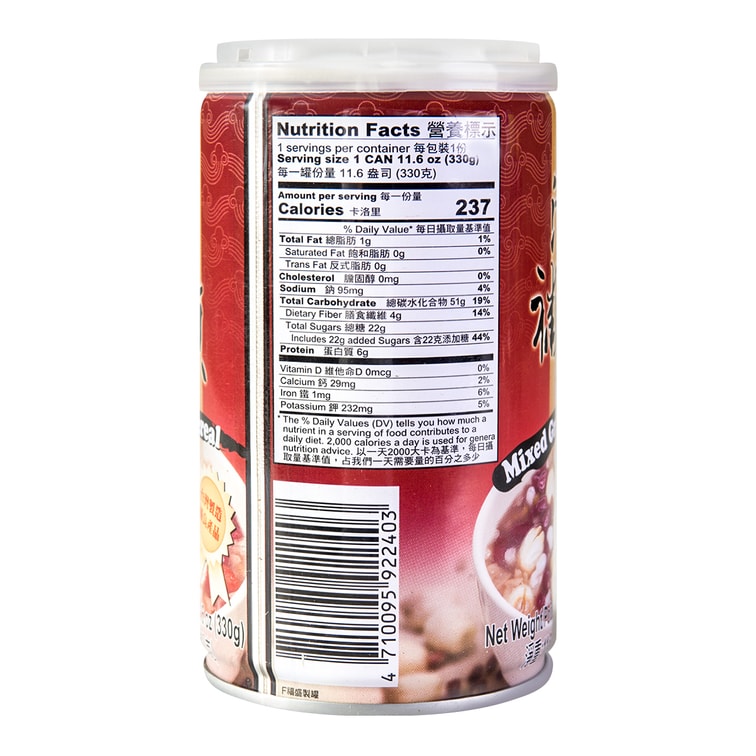 Nutrition Facts 營養標示
1 servings per container 每包裝1份
Serving size 1 CAN 11.6 oz (330g)
每一罐份量 11.6 盎司 (330克)
Amount per serving 每一份量
Calories 卡洛里 237
% Daily Value* 每日攝取量基準值
Total Fat 總脂肪 1g 1%
Saturated Fat 飽和脂肪 0g 0%
Trans Fat 反式脂肪 0g
Cholesterol 膽固醇 0mg 0%
Sodium 鈉 95mg 4%
Total Carbohydrate 總碳水化合物 51g 19%
Dietary Fiber 膳食纖維 4g 14%
Total Sugars 總糖 22g
Includes 22g added Sugars 含22克添加糖 44%
Protein 蛋白質 6g
Vitamin D 維他命D 0mcg 0%
Calcium 鈣 29mg 2%
Iron 鐵 1mg 6%
Potassium 鉀 232mg 5%
*The % Daily Values (DV) tells you how much a
nutrient in a serving of food contributes to a
daily diet. 2,000 calories a day is used for genera
nutrition advice. 以一天2000大卡為基準，每日攝
取量基準值，占我們一天需要量的百分之多少
4 710095 922403
F福盛製罐
oz (330g)
Mixed
Net Weight